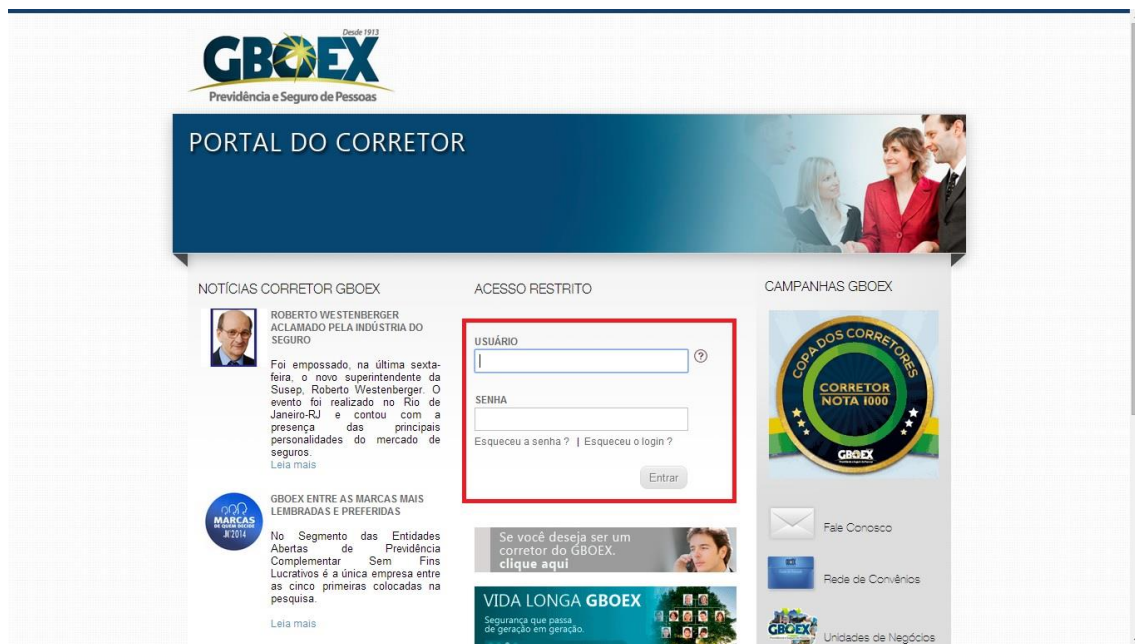 Desde 1913
GBOEX
Previdência e Seguro de Pessoas
PORTAL DO CORRETOR
NOTÍCIAS CORRETOR GBOEX
ROBERTO WESTENBERGER
ACLAMADO PELA INDÚSTRIA DO
SEGURO
Foi empossado, na última sexta-
feira, o novo superintendente da
Susep, Roberto Westenberger. O
evento foi realizado no Rio de
Janeiro-RJ e contou com a
presença das principais
personalidades do mercado de
seguros.
Leia mais
MARCAS
DE QUEM DECIDE
JC2014
GBOEX ENTRE AS MARCAS MAIS
LEMBRADAS E PREFERIDAS
No Segmento das Entidades
Abertas de Previdência
Complementar Sem Fins
Lucrativos é a única empresa entre
as cinco primeiras colocadas na
pesquisa.
Leia mais
ACESSO RESTRITO
USUÁRIO
?
SENHA
Esqueceu a senha ? | Esqueceu o login ?
Entrar
Se você deseja ser um
corretor do GBOEX.
clique aqui
VIDA LONGA GBOEX
Segurança que passa
de geração em geração.
CAMPANHAS GBOEX
COPA DOS CORRETORES
CORRETOR
NOTA 1000
GBOEX
Fale Conosco
Rede de Convênios
GBOEX
Unidades de Negócios